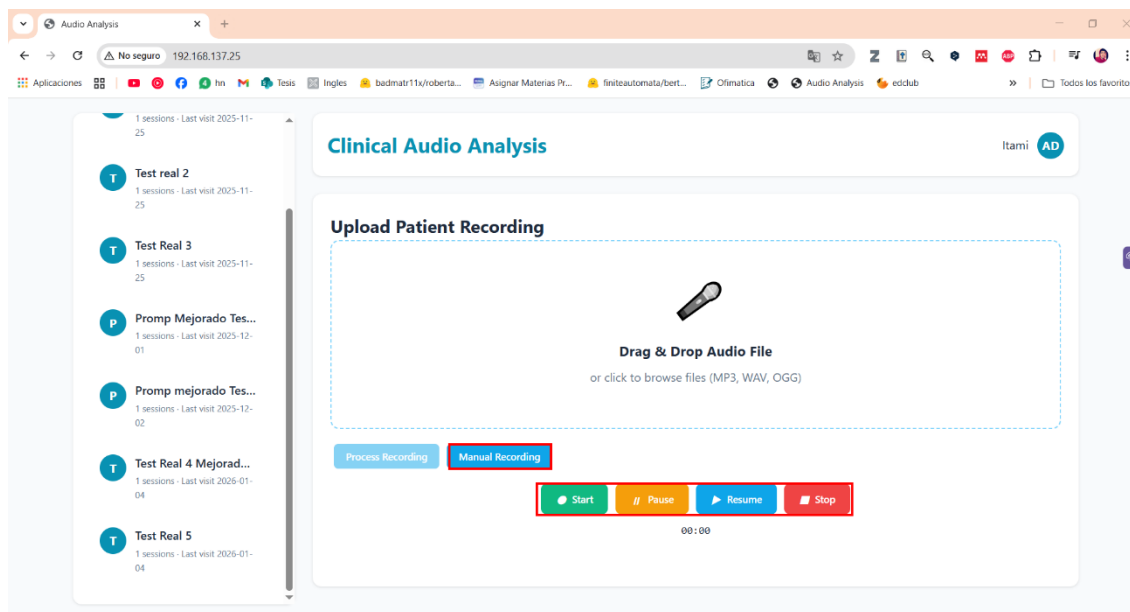 Audio Analysis
No seguro 192.168.137.25
Aplicaciones hn Tesis Ingles badmatr11x/roberta... Asignar Materias Pr... finiteautomata/bert... Ofimatica Audio Analysis edclub » Todos los favorito
1 sessions · Last visit 2025-11-
25
T Test real 2
1 sessions · Last visit 2025-11-
25
T Test Real 3
1 sessions · Last visit 2025-11-
25
P Promp Mejorado Tes...
1 sessions · Last visit 2025-12-
01
P Promp mejorado Tes...
1 sessions · Last visit 2025-12-
02
T Test Real 4 Mejorad...
1 sessions · Last visit 2026-01-
04
T Test Real 5
1 sessions · Last visit 2026-01-
04
Clinical Audio Analysis
Itami AD
Upload Patient Recording
Drag & Drop Audio File
or click to browse files (MP3, WAV, OGG)
Process Recording Manual Recording
Start Pause Resume Stop
00:00